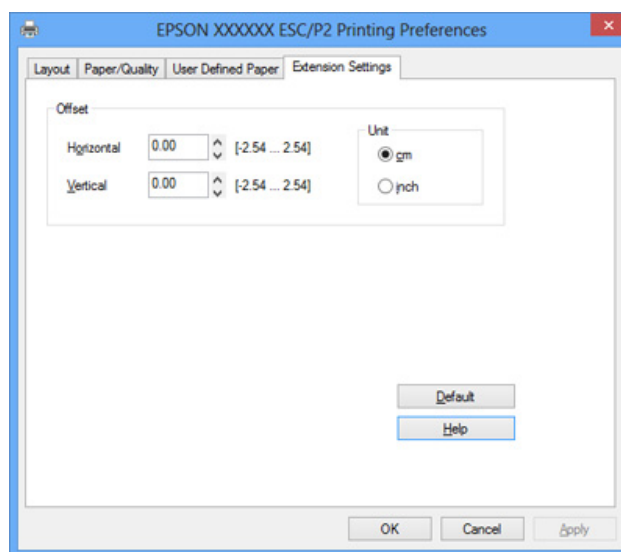 EPSON XXXXXX ESC/P2 Printing Preferences
Layout Paper/Quality User Defined Paper Extension Settings
Offset
Horizontal 0.00 [-2.54 ... 2.54]
Vertical 0.00 [-2.54 ... 2.54]
Unit
cm
inch
Default
Help
OK Cancel Apply